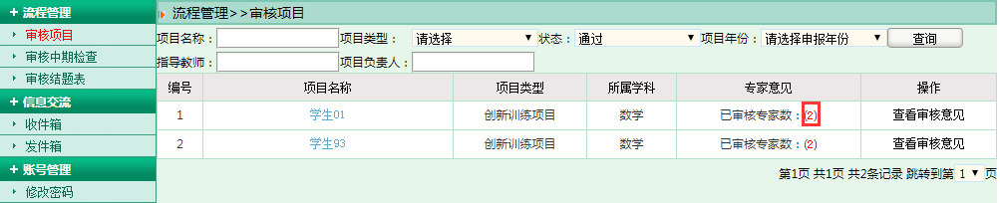 流程管理
审核项目
审核中期检查
审核结题表
信息交流
收件箱
发件箱
账号管理
修改密码
流程管理>>审核项目
项目名称： 项目类型： 请选择 状态： 通过 项目年份： 请选择申报年份 查询
指导教师： 项目负责人：
编号 项目名称 项目类型 所属学科 专家意见 操作
1 学生01 创新训练项目 数学 已审核专家数：(2) 查看审核意见
2 学生93 创新训练项目 数学 已审核专家数：(2) 查看审核意见
第1页 共1页 共2条记录 跳转到第 1 页